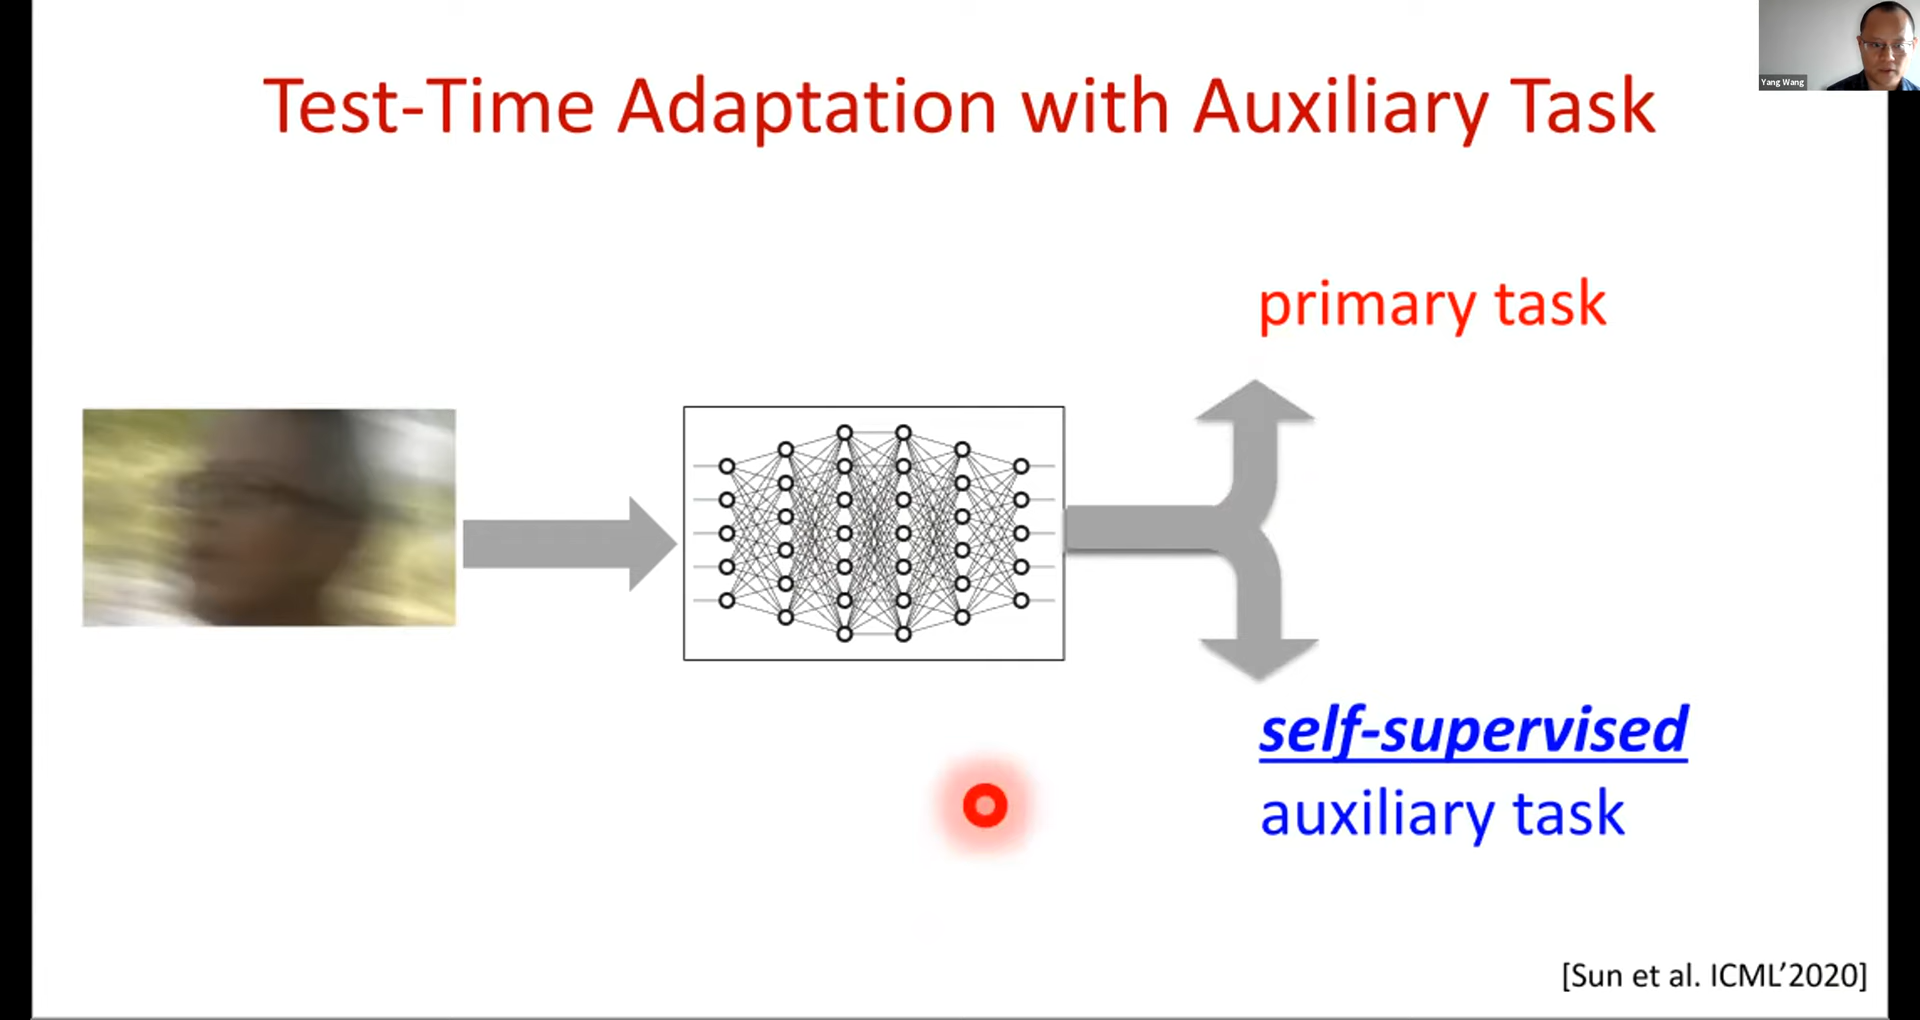 Yang Wang
Test-Time Adaptation with Auxiliary Task
primary task
self-supervised
auxiliary task
[Sun et al. ICML’2020]